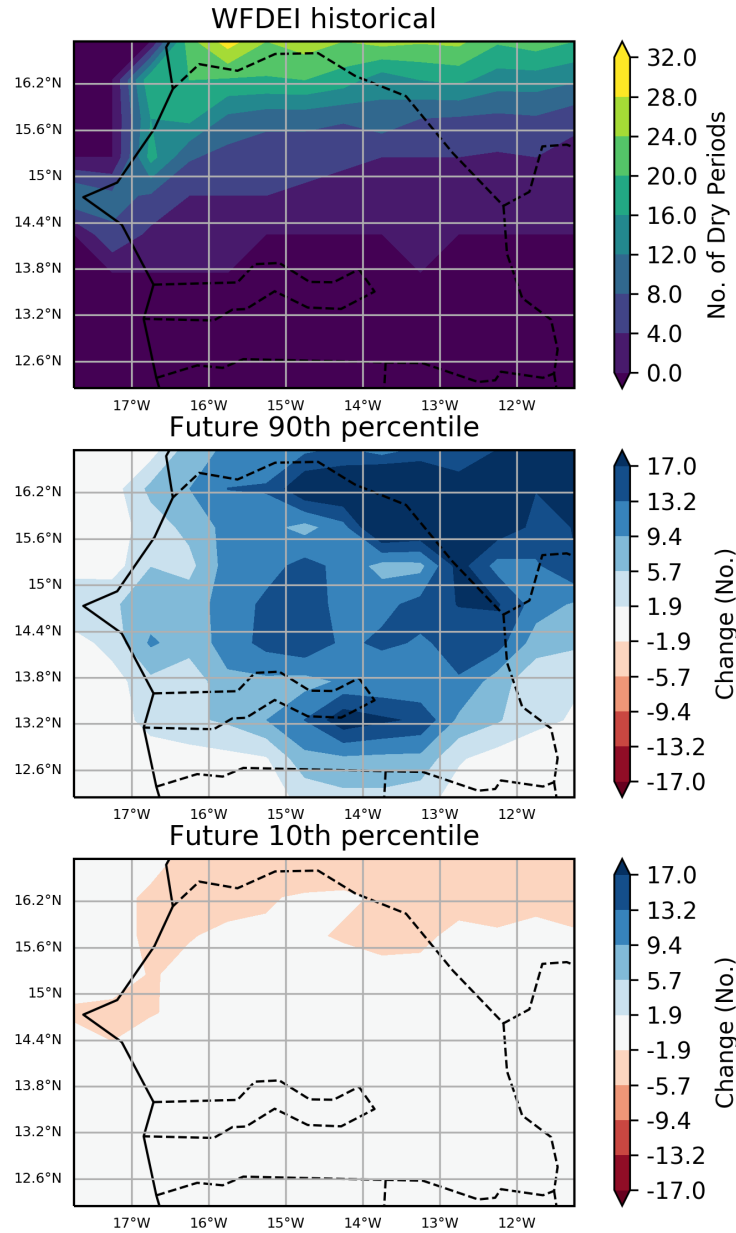 WFDEI historical
16.2°N
15.6°N
15°N
14.4°N
13.8°N
13.2°N
12.6°N
17°W 16°W 15°W 14°W 13°W 12°W
32.0
28.0
24.0
20.0
16.0
12.0
8.0
4.0
0.0
No. of Dry Periods
Future 90th percentile
16.2°N
15.6°N
15°N
14.4°N
13.8°N
13.2°N
12.6°N
17°W 16°W 15°W 14°W 13°W 12°W
17.0
13.2
9.4
5.7
1.9
-1.9
-5.7
-9.4
-13.2
-17.0
Change (No.)
Future 10th percentile
16.2°N
15.6°N
15°N
14.4°N
13.8°N
13.2°N
12.6°N
17°W 16°W 15°W 14°W 13°W 12°W
17.0
13.2
9.4
5.7
1.9
-1.9
-5.7
-9.4
-13.2
-17.0
Change (No.)